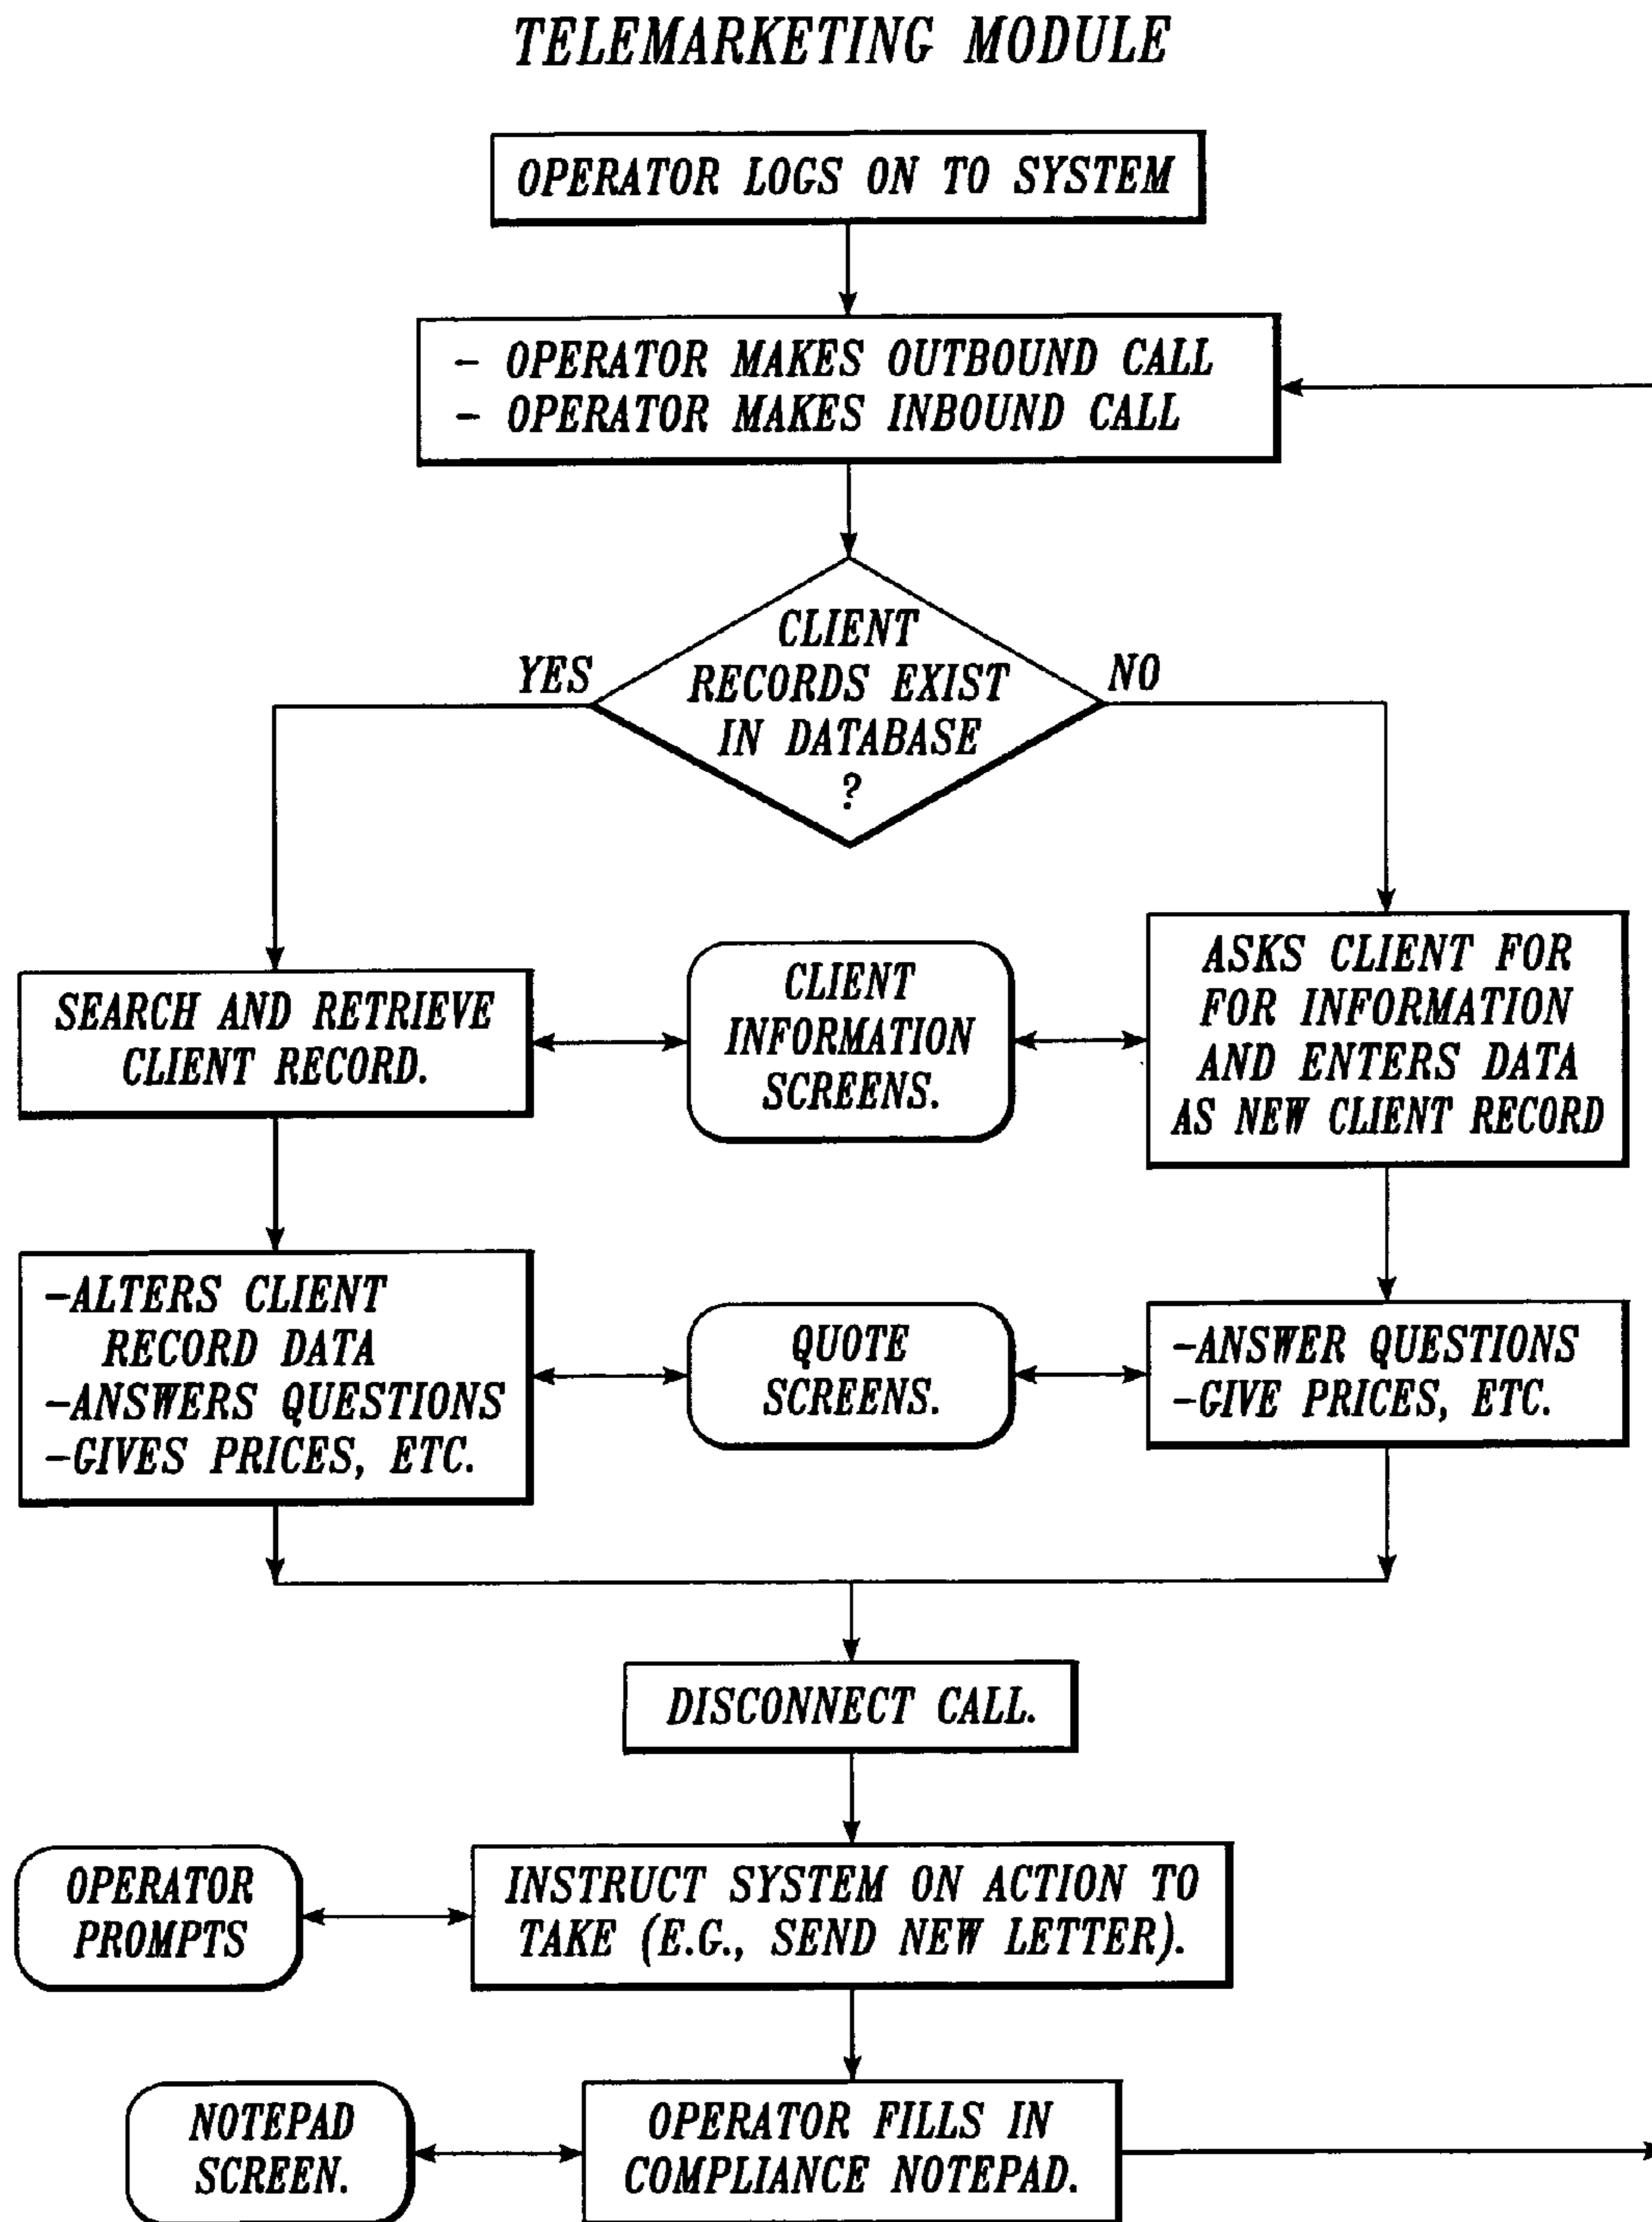 TELEMARKETING MODULE
OPERATOR LOGS ON TO SYSTEM
- OPERATOR MAKES OUTBOUND CALL
- OPERATOR MAKES INBOUND CALL
CLIENT
RECORDS EXIST
IN DATABASE
?
YES
NO
SEARCH AND RETRIEVE
CLIENT RECORD.
CLIENT
INFORMATION
SCREENS.
ASKS CLIENT FOR
FOR INFORMATION
AND ENTERS DATA
AS NEW CLIENT RECORD
-ALTERS CLIENT
RECORD DATA
-ANSWERS QUESTIONS
-GIVES PRICES, ETC.
QUOTE
SCREENS.
-ANSWER QUESTIONS
-GIVE PRICES, ETC.
DISCONNECT CALL.
OPERATOR
PROMPTS
INSTRUCT SYSTEM ON ACTION TO
TAKE (E.G., SEND NEW LETTER).
NOTEPAD
SCREEN.
OPERATOR FILLS IN
COMPLIANCE NOTEPAD.